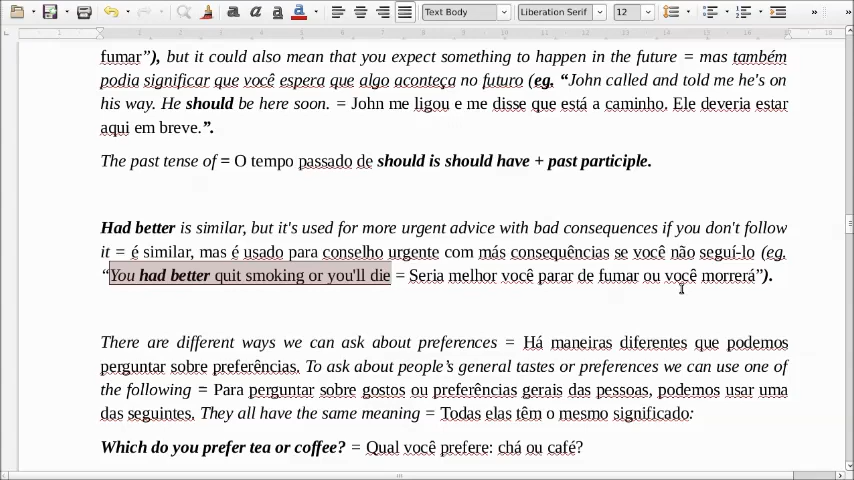 Text Body Liberation Serif 12
fumar”), but it could also mean that you expect something to happen in the future = mas também
podia significar que você espera que algo aconteça no futuro (eg. “John called and told me he's on
his way. He should be here soon. = John me ligou e me disse que está a caminho. Ele deveria estar
aqui em breve.”.
The past tense of = O tempo passado de should is should have + past participle.
Had better is similar, but it's used for more urgent advice with bad consequences if you don't follow
it = é similar, mas é usado para conselho urgente com más consequências se você não seguí-lo (eg.
“You had better quit smoking or you'll die = Seria melhor você parar de fumar ou você morrerá”).
There are different ways we can ask about preferences = Há maneiras diferentes que podemos
perguntar sobre preferências. To ask about people’s general tastes or preferences we can use one of
the following = Para perguntar sobre gostos ou preferências gerais das pessoas, podemos usar uma
das seguintes. They all have the same meaning = Todas elas têm o mesmo significado:
Which do you prefer tea or coffee? = Qual você prefere: chá ou café?